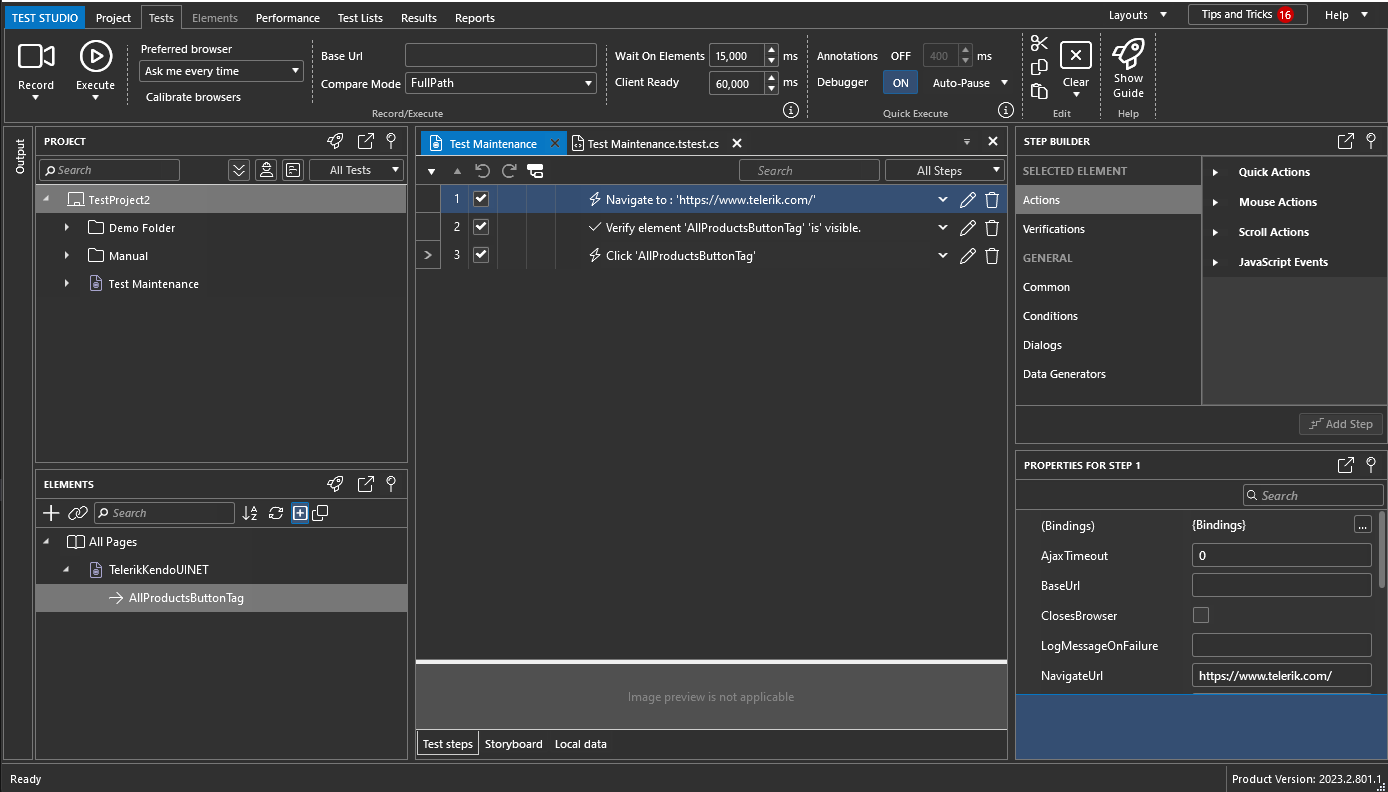 TEST STUDIO Project Tests Elements Performance Test Lists Results Reports Layouts Tips and Tricks 16 Help
Record
Execute
Preferred browser
Ask me every time
Calibrate browsers
Base Url
Compare Mode FullPath
Record/Execute
Wait On Elements 15,000 ms
Client Ready 60,000 ms
Annotations OFF 400 ms
Debugger ON Auto-Pause
Quick Execute
Clear
Edit
Show
Guide
Help
Output
PROJECT
Search All Tests
TestProject2
Demo Folder
Manual
Test Maintenance
ELEMENTS
Search
All Pages
TelerikKendoUINET
AllProductsButtonTag
Test Maintenance Test Maintenance.tstest.cs
Search All Steps
1 Navigate to : 'https://www.telerik.com/'
2 Verify element 'AllProductsButtonTag' 'is' visible.
3 Click 'AllProductsButtonTag'
Image preview is not applicable
Test steps Storyboard Local data
STEP BUILDER
SELECTED ELEMENT
Actions
Verifications
GENERAL
Common
Conditions
Dialogs
Data Generators
Quick Actions
Mouse Actions
Scroll Actions
JavaScript Events
Add Step
PROPERTIES FOR STEP 1
Search
(Bindings) {Bindings} ...
AjaxTimeout 0
BaseUrl
ClosesBrowser
LogMessageOnFailure
NavigateUrl https://www.telerik.com/
Ready
Product Version: 2023.2.801.1